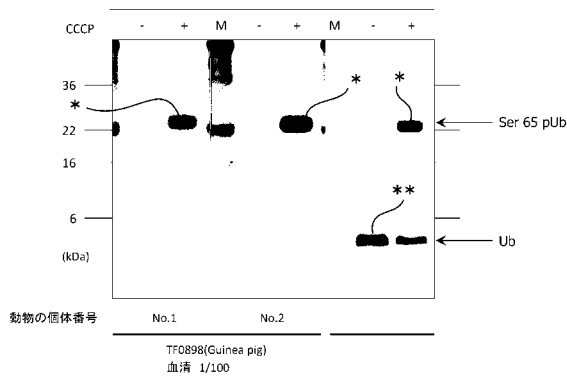 CCCP - + M - + M - +
36
* * *
22 Ser 65 pUb
16
**
6
Ub
(kDa)
動物の個体番号 No.1 No.2
TF0898(Guinea pig)
血清 1/100